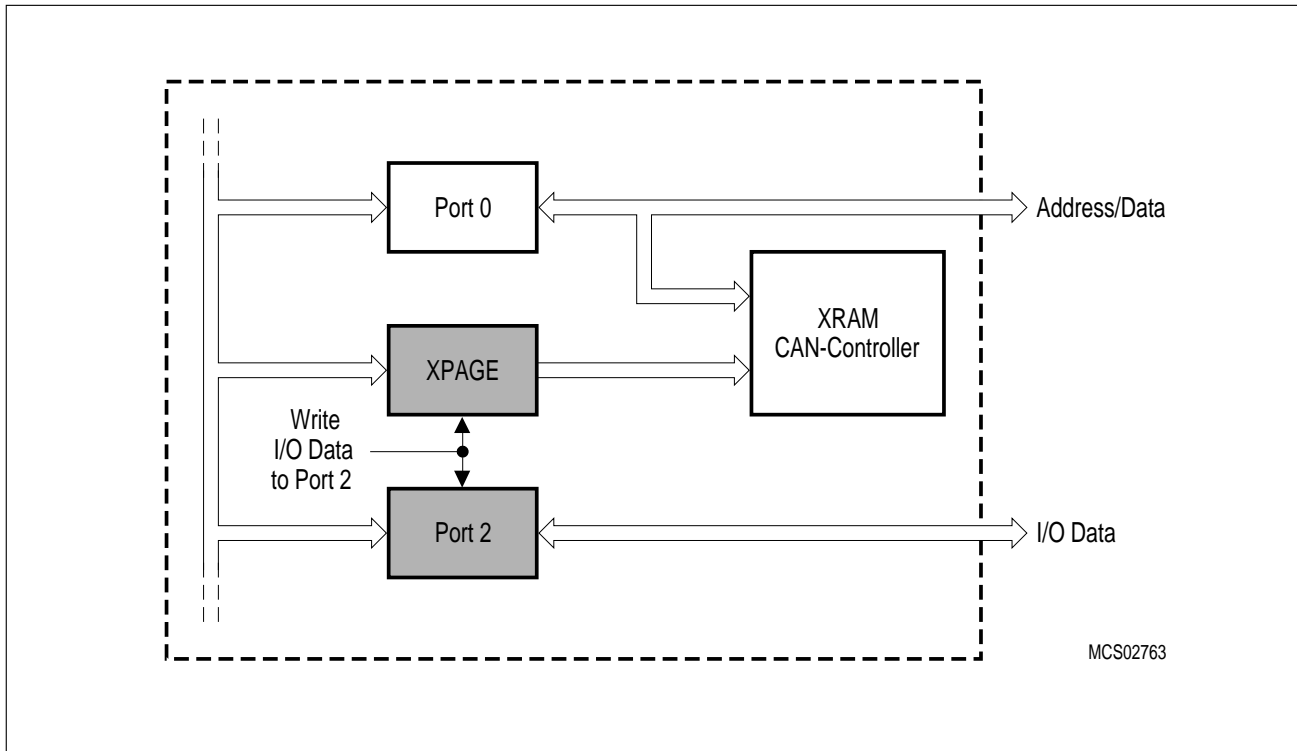 Port 0
Address/Data
XRAM
CAN-Controller
XPAGE
Write
I/O Data
to Port 2
Port 2
I/O Data
MCS02763